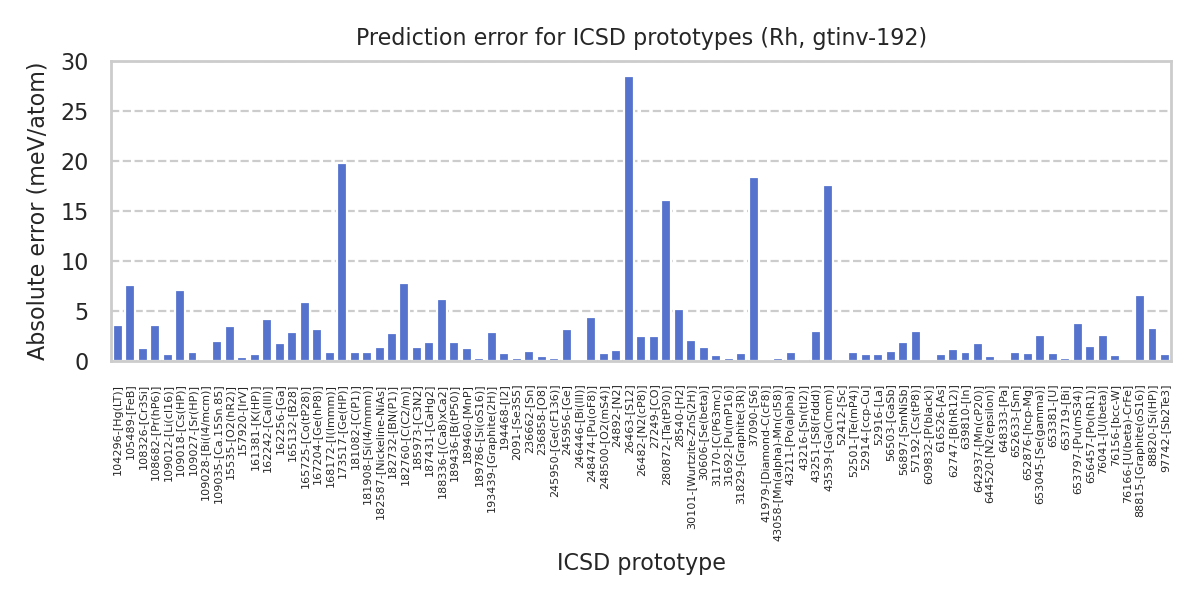 Prediction error for ICSD prototypes (Rh, gtinv-192)
Absolute error (meV/atom)
30
25
20
15
10
5
0
104296-[Hg(LT)]
105489-[FeB]
108326-[Cr3Si]
108682-[Pr(hP6)]
109012-[Li(cI16)]
109018-[Cs(HP)]
109027-[Sr(HP)]
109028-[Bi(I4/mcm)]
109035-[Ca.15Sn.85]
15535-[O2(hR2)]
157920-[IrV]
161381-[K(HP)]
162242-[Ca(III)]
162256-[Ga]
165132-[B28]
165725-[Co(tP28)]
167204-[Ge(hP8)]
168172-[I(Immm)]
173517-[Ge(HP)]
181082-[C(P1)]
181908-[Si(I4/mmm)]
182587-[Nickeline-NiAs]
182732-[BN(P1)]
182760-[C(C2/m)]
185973-[C3N2]
187431-[CaHg2]
188336-[(Ca8)xCa2]
189436-[B(tP50)]
189460-[MnP]
189786-[Si(oS16)]
193439-[Graphite(2H)]
194468-[I2]
2091-[Se3S5]
236662-[Sn]
236858-[O8]
245950-[Ge(cF136)]
245956-[Ge]
246446-[Bi(III)]
248474-[Pu(oF8)]
248500-[O2(mS4)]
24892-[N2]
26463-[S12]
26482-[N2(cP8)]
27249-[CO]
280872-[Ta(tP30)]
28540-[H2]
30101-[Wurtzite-ZnS(2H)]
30606-[Se(beta)]
31170-[C(P63mc)]
31692-[Pu(mP16)]
31829-[Graphite(3R)]
37090-[S6]
41979-[Diamond-C(cF8)]
43058-[Mn(alpha)-Mn(cI58)]
43211-[Po(alpha)]
43216-[Sn(tI2)]
43251-[S8(Fddd)]
43539-[Ga(Cmcm)]
52412-[Sc]
52501-[Te(mP4)]
52914-[ccp-Cu]
52916-[La]
56503-[GaSb]
56897-[SmNiSb]
57192-[Cs(tP8)]
609832-[P(black)]
616526-[As]
62747-[B(hR12)]
639810-[In]
642937-[Mn(cP20)]
644520-[N2(epsilon)]
648333-[Pa]
652633-[Sm]
652876-[hcp-Mg]
653045-[Se(gamma)]
653381-[U]
653719-[Pu]
653797-[Pu(mS34)]
656457-[Po(hR1)]
76041-[U(beta)]
76156-[bcc-W]
76166-[U(beta)-CrFe]
88815-[Graphite(oS16)]
88820-[Si(HP)]
97742-[Sb2Te3]
ICSD prototype